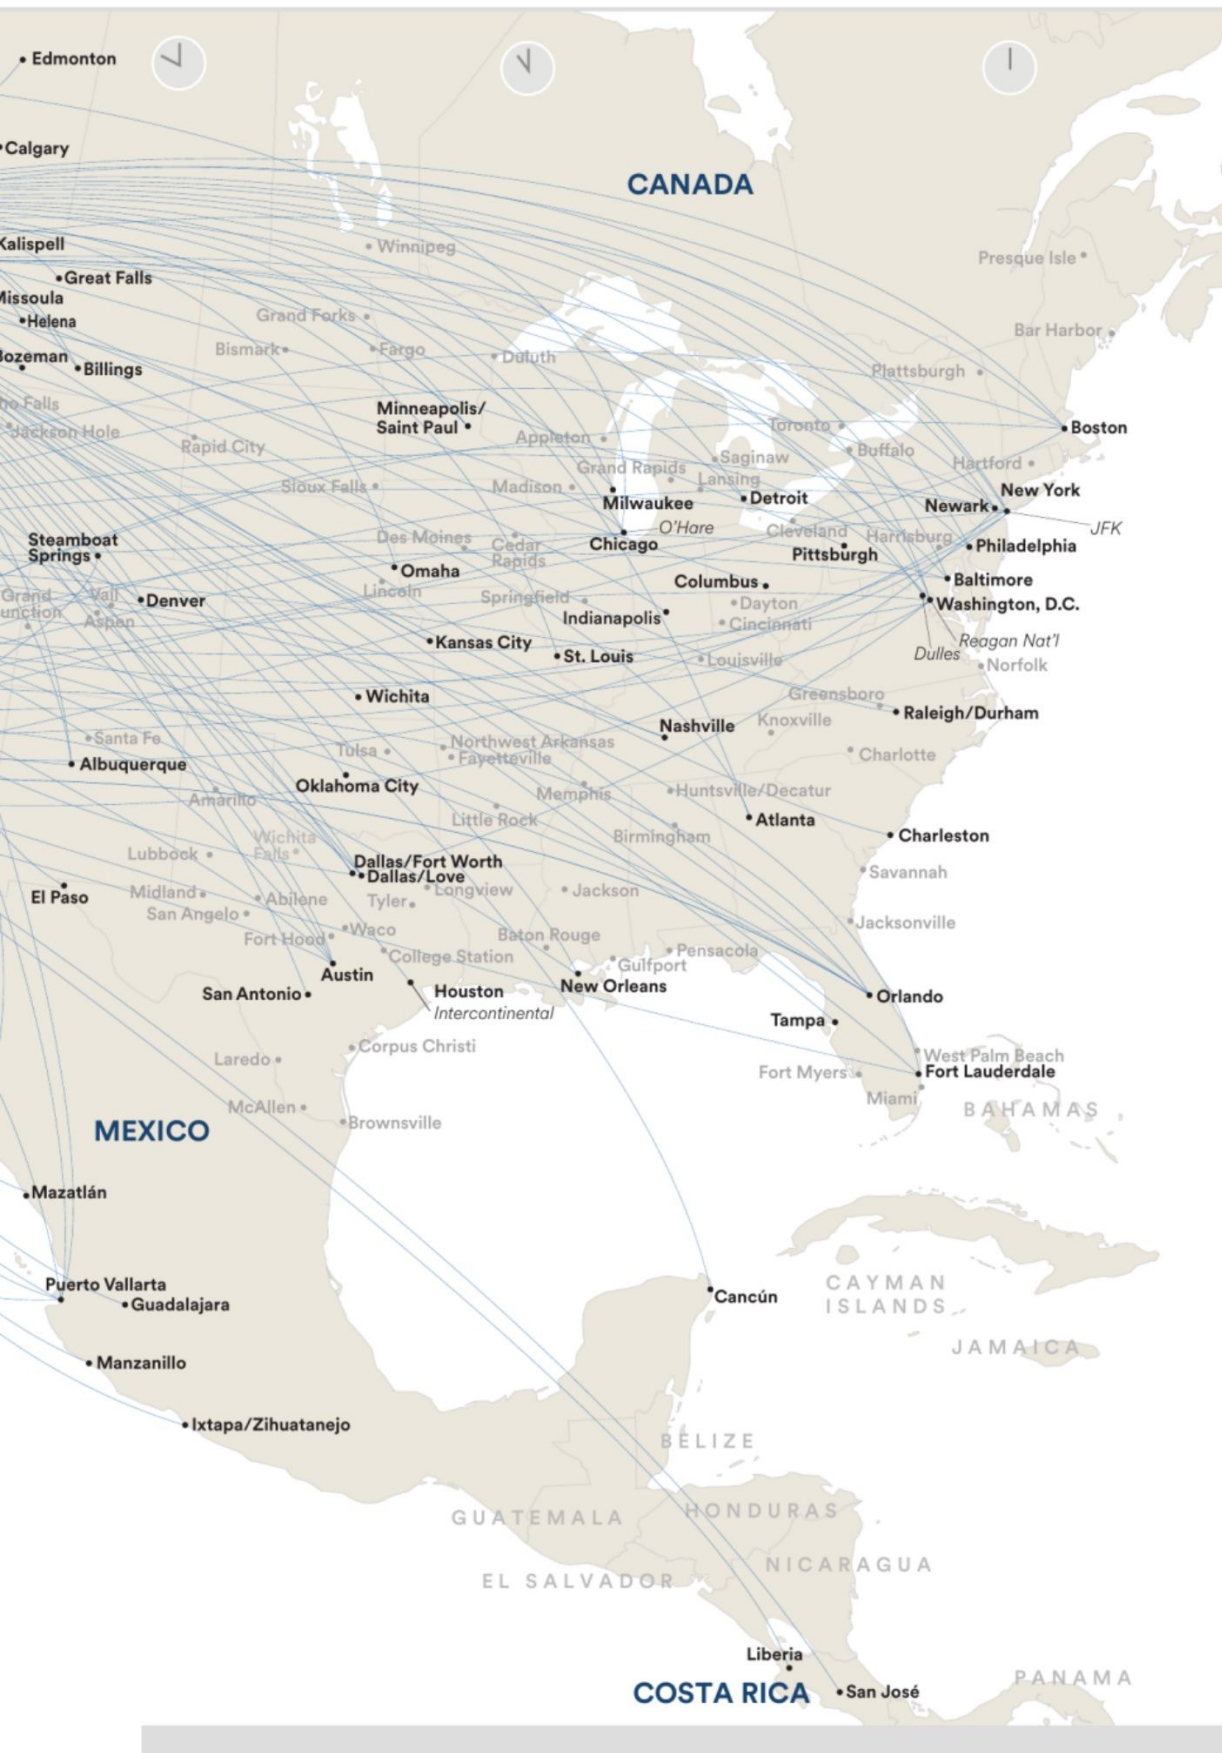 Edmonton
Calgary
CANADA
Kalispell
Winnipeg
Presque Isle
Great Falls
Missoula
Helena
Grand Forks
Bar Harbor
Bismark
Fargo
Duluth
Bozeman
Billings
Plattsburgh
ho Falls
Jackson Hole
Minneapolis/
Saint Paul
Rapid City
Appleton
Toronto
Boston
Buffalo
Saginaw
Hartford
Grand Rapids
Lansing
Sioux Falls
Madison
Milwaukee
Detroit
New York
Newark
JFK
O'Hare
Chicago
Cleveland
Harrisburg
Pittsburgh
Philadelphia
Steamboat
Springs
Des Moines
Cedar
Rapids
Omaha
Lincoln
Columbus
Baltimore
Grand
unction
Vail
Aspen
Denver
Springfield
Dayton
Washington, D.C.
Indianapolis
Cincinnati
Reagan Nat'l
Dulles
Kansas City
St. Louis
Louisville
Norfolk
Wichita
Greensboro
Raleigh/Durham
Nashville
Knoxville
Santa Fe
Tulsa
Northwest Arkansas
Fayetteville
Charlotte
Albuquerque
Oklahoma City
Amarillo
Memphis
Huntsville/Decatur
Little Rock
Birmingham
Atlanta
Charleston
Wichita
Falls
Lubbock
Dallas/Fort Worth
Dallas/Love
Savannah
El Paso
Midland
Abilene
Tyler
Longview
Jackson
San Angelo
Waco
Fort Hood
Baton Rouge
Jacksonville
College Station
Pensacola
Gulfport
Austin
San Antonio
Houston
Intercontinental
New Orleans
Orlando
Tampa
Laredo
Corpus Christi
West Palm Beach
Fort Myers
Fort Lauderdale
Miami
BAHAMAS
McAllen
Brownsville
MEXICO
Mazatlán
Puerto Vallarta
Guadalajara
Cancún
CAYMAN
ISLANDS
JAMAICA
Manzanillo
Ixtapa/Zihuatanejo
BELIZE
GUATEMALA
HONDURAS
NICARAGUA
EL SALVADOR
Liberia
COSTA RICA
San José
PANAMA